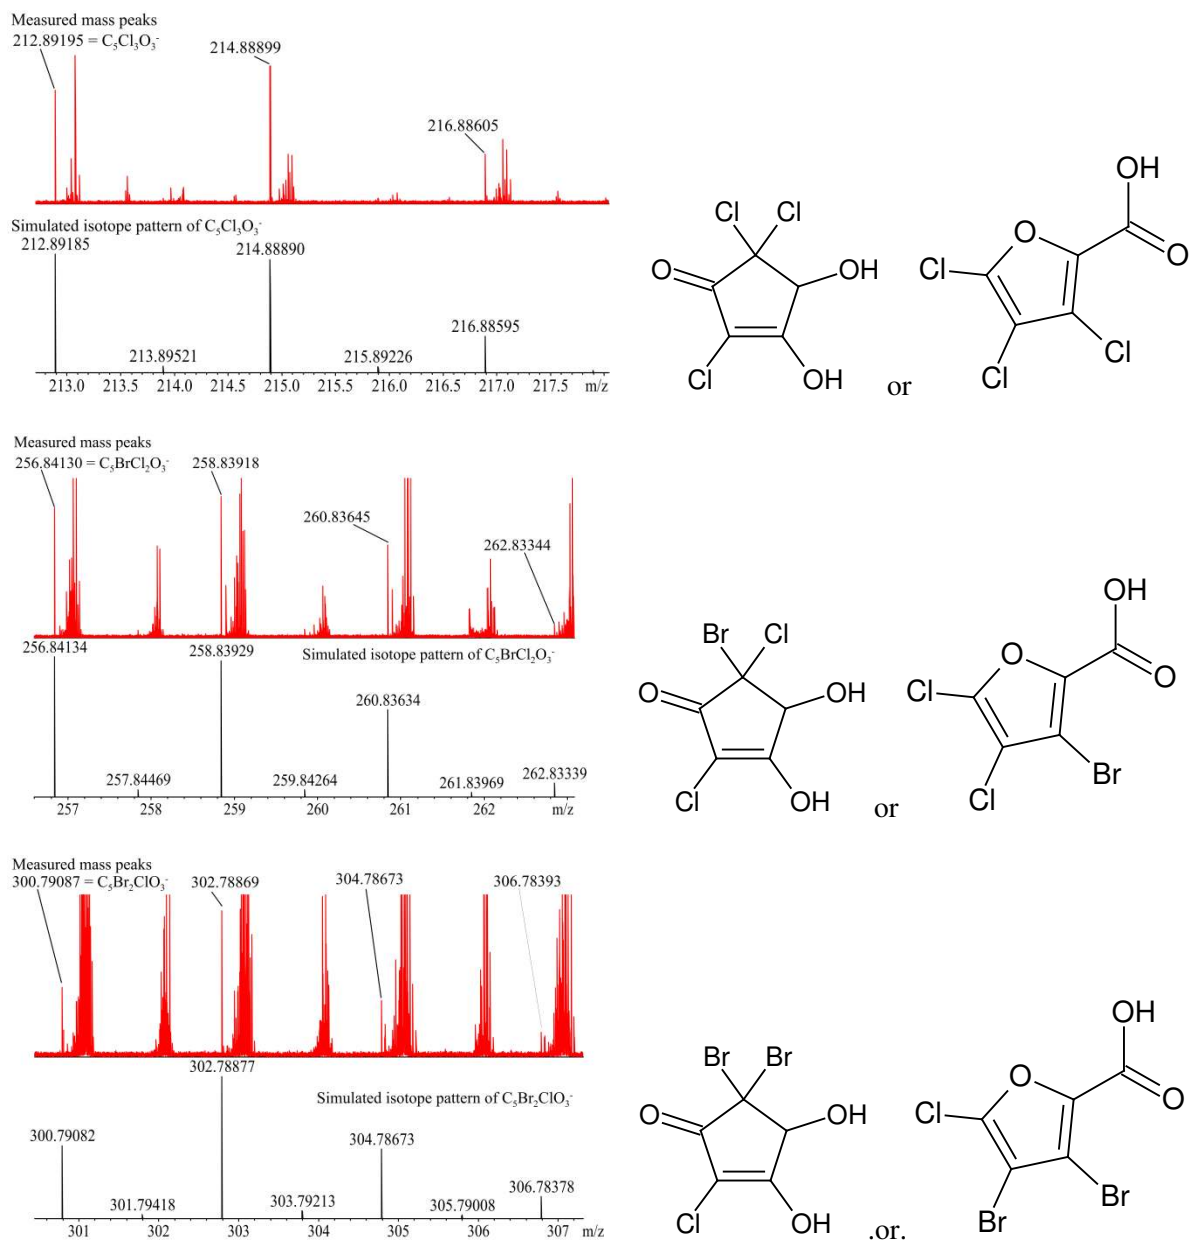 Measured mass peaks
212.89195 = C₅Cl₃O₃⁻
214.88899
216.88605
Simulated isotope pattern of C₅Cl₃O₃⁻
212.89185
214.88890
216.88595
213.89521
215.89226
213.0 213.5 214.0 214.5 215.0 215.5 216.0 216.5 217.0 217.5 m/z
Cl Cl
O OH
Cl OH
or
OH
O O
Cl
Cl Cl
Measured mass peaks
256.84130 = C₅BrCl₂O₃⁻
258.83918
260.83645
262.83344
256.84134
258.83929
Simulated isotope pattern of C₅BrCl₂O₃⁻
260.83634
257.84469
259.84264
261.83969
262.83339
257 258 259 260 261 262 m/z
Br Cl
O OH
Cl OH
or
OH
O O
Cl
Cl Br
Measured mass peaks
300.79087 = C₅Br₂ClO₃⁻
302.78869
304.78673
306.78393
302.78877
Simulated isotope pattern of C₅Br₂ClO₃⁻
300.79082
304.78673
306.78378
301.79418
303.79213
305.79008
301 302 303 304 305 306 307 m/z
Br Br
O OH
Cl OH
.or.
OH
O O
Cl
Br Br